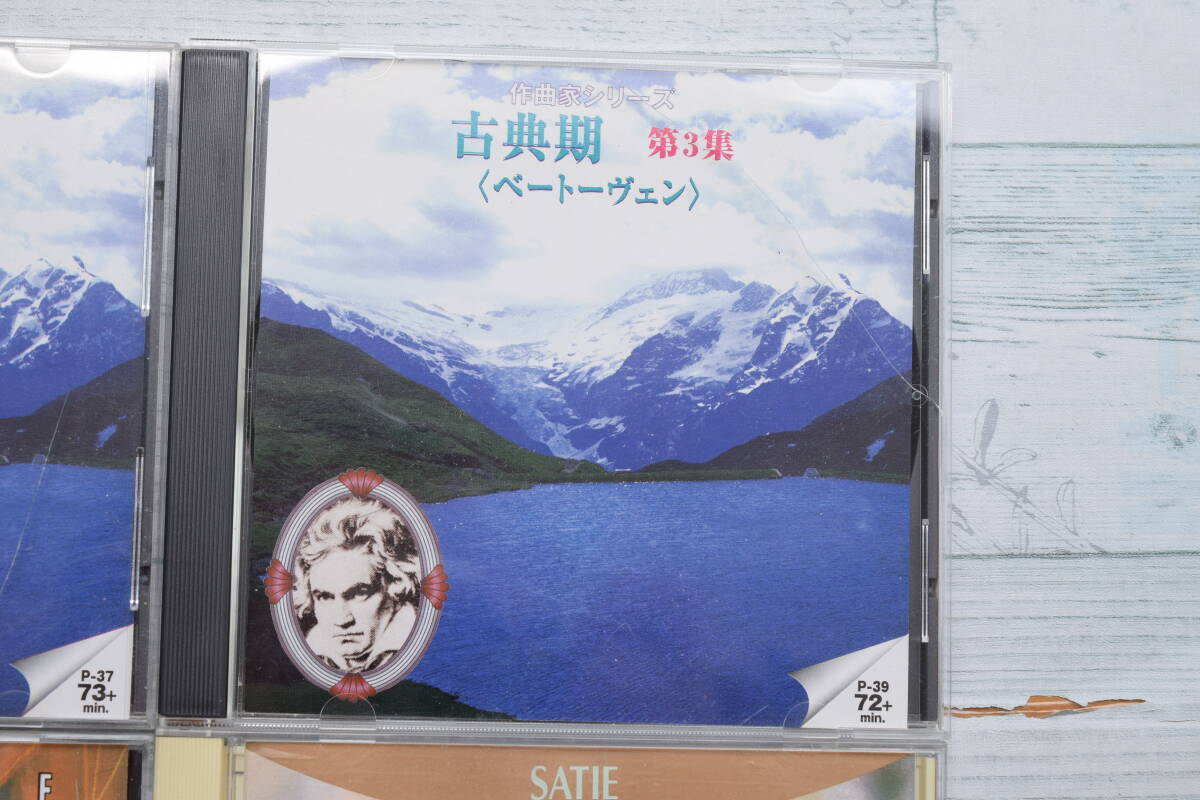 作曲家シリーズ
古典期 第3集
〈ベートーヴェン〉
P-37
73+
min.
P-39
72+
min.
F
SATIE